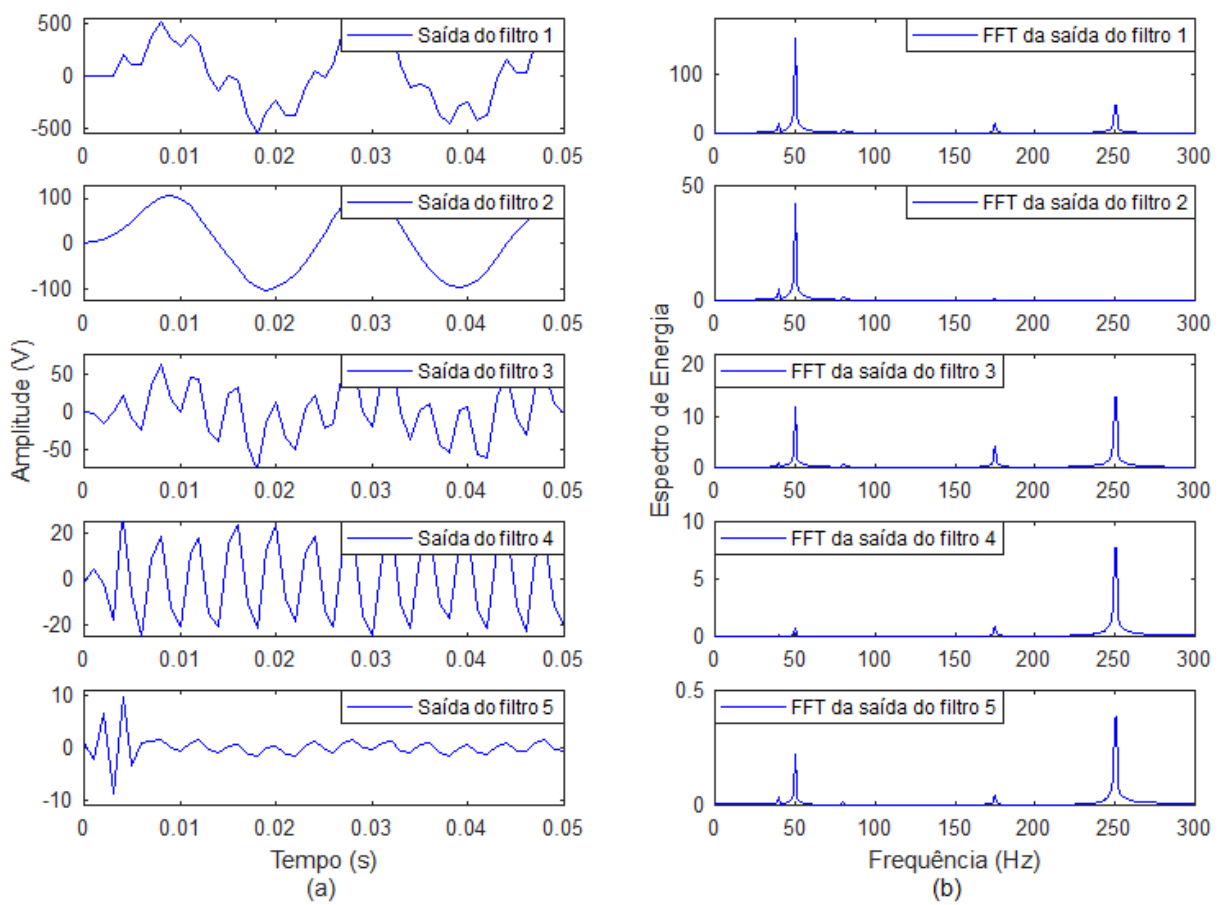 500
0
-500
Saída do filtro 1
0 0.01 0.02 0.03 0.04 0.05
100
0
-100
Saída do filtro 2
0 0.01 0.02 0.03 0.04 0.05
50
0
-50
Saída do filtro 3
0 0.01 0.02 0.03 0.04 0.05
20
0
-20
Saída do filtro 4
0 0.01 0.02 0.03 0.04 0.05
10
0
-10
Saída do filtro 5
0 0.01 0.02 0.03 0.04 0.05
Amplitude (V)
Tempo (s)
(a)
100
0
FFT da saída do filtro 1
0 50 100 150 200 250 300
50
0
FFT da saída do filtro 2
0 50 100 150 200 250 300
20
10
0
FFT da saída do filtro 3
0 50 100 150 200 250 300
10
5
0
FFT da saída do filtro 4
0 50 100 150 200 250 300
0.5
0
FFT da saída do filtro 5
0 50 100 150 200 250 300
Espectro de Energia
Frequência (Hz)
(b)